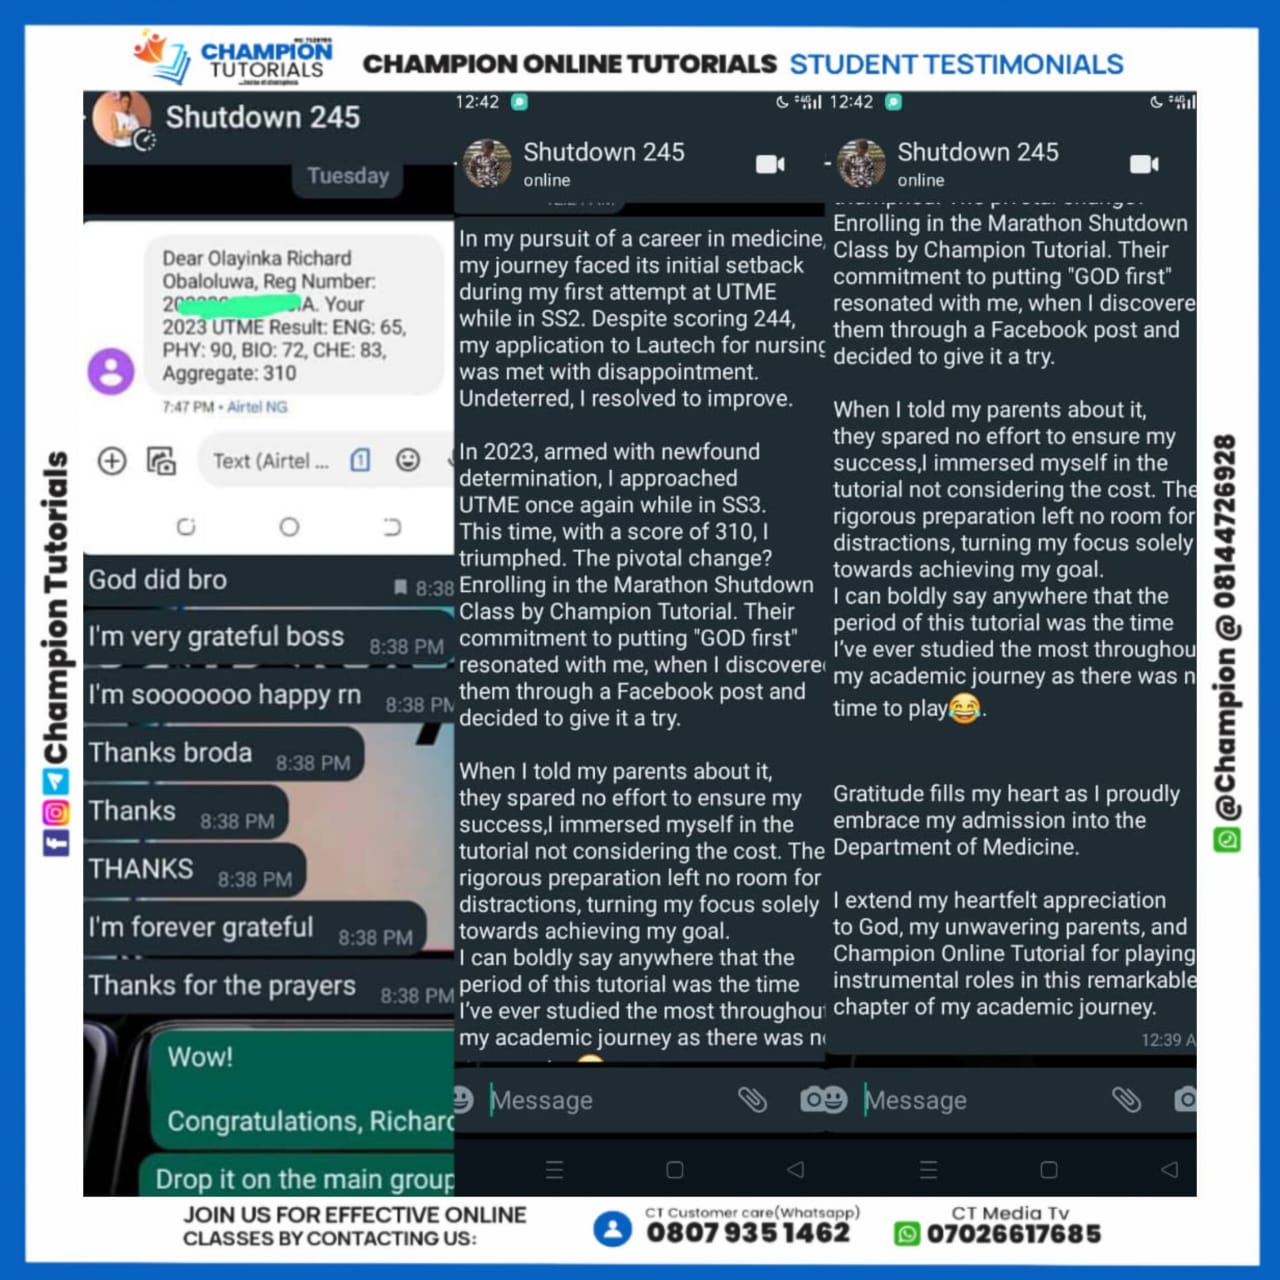 CHAMPION
TUTORIALS
CHAMPION ONLINE TUTORIALS STUDENT TESTIMONIALS
Shutdown 245
Tuesday
Dear Olayinka Richard
Obaloluwa, Reg Number:
A. Your
2023 UTME Result: ENG: 65,
PHY: 90, BIO: 72, CHE: 83,
Aggregate: 310
7:47 PM • Airtel NG
Text (Airtel ...
1
God did bro
8:38
I'm very grateful boss 8:38 PM
I'm sooooooo happy rn 8:38 PM
Thanks broda 8:38 PM
Thanks 8:38 PM
THANKS 8:38 PM
I'm forever grateful 8:38 PM
Thanks for the prayers 8:38 PM
Wow!
Congratulations, Richard
Drop it on the main group
12:42
Shutdown 245
online
In my pursuit of a career in medicine,
my journey faced its initial setback
during my first attempt at UTME
while in SS2. Despite scoring 244,
my application to Lautech for nursing
was met with disappointment.
Undeterred, I resolved to improve.
In 2023, armed with newfound
determination, I approached
UTME once again while in SS3.
This time, with a score of 310, I
triumphed. The pivotal change?
Enrolling in the Marathon Shutdown
Class by Champion Tutorial. Their
commitment to putting "GOD first"
resonated with me, when I discovere
them through a Facebook post and
decided to give it a try.
When I told my parents about it,
they spared no effort to ensure my
success,I immersed myself in the
tutorial not considering the cost. The
rigorous preparation left no room for
distractions, turning my focus solely
towards achieving my goal.
I can boldly say anywhere that the
period of this tutorial was the time
I've ever studied the most throughou
my academic journey as there was n
Message
12:42
Shutdown 245
online
Enrolling in the Marathon Shutdown
Class by Champion Tutorial. Their
commitment to putting "GOD first"
resonated with me, when I discovere
them through a Facebook post and
decided to give it a try.
When I told my parents about it,
they spared no effort to ensure my
success,I immersed myself in the
tutorial not considering the cost. The
rigorous preparation left no room for
distractions, turning my focus solely
towards achieving my goal.
I can boldly say anywhere that the
period of this tutorial was the time
I've ever studied the most throughou
my academic journey as there was n
time to play😂.
Gratitude fills my heart as I proudly
embrace my admission into the
Department of Medicine.
I extend my heartfelt appreciation
to God, my unwavering parents, and
Champion Online Tutorial for playing
instrumental roles in this remarkable
chapter of my academic journey.
12:39 A
Message
Champion Tutorials
@Champion @ 08144726928
JOIN US FOR EFFECTIVE ONLINE
CLASSES BY CONTACTING US:
CT Customer care(Whatsapp)
0807 935 1462
CT Media Tv
07026617685